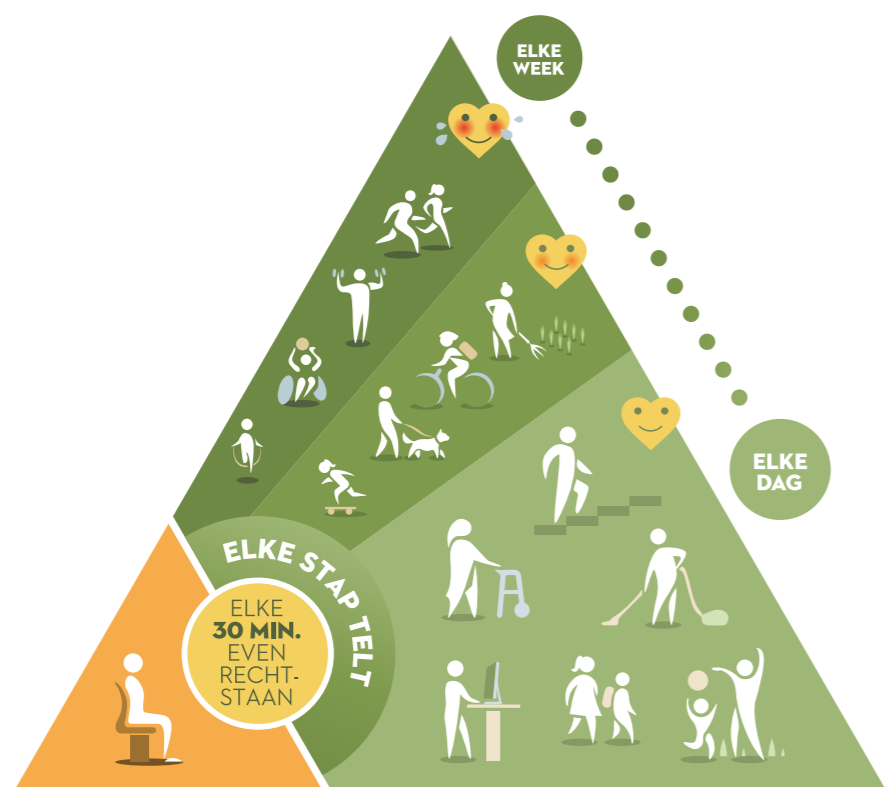 ELKE
WEEK
ELKE
DAG
ELKE STAP TELT
ELKE
30 MIN.
EVEN
RECHT-
STAAN